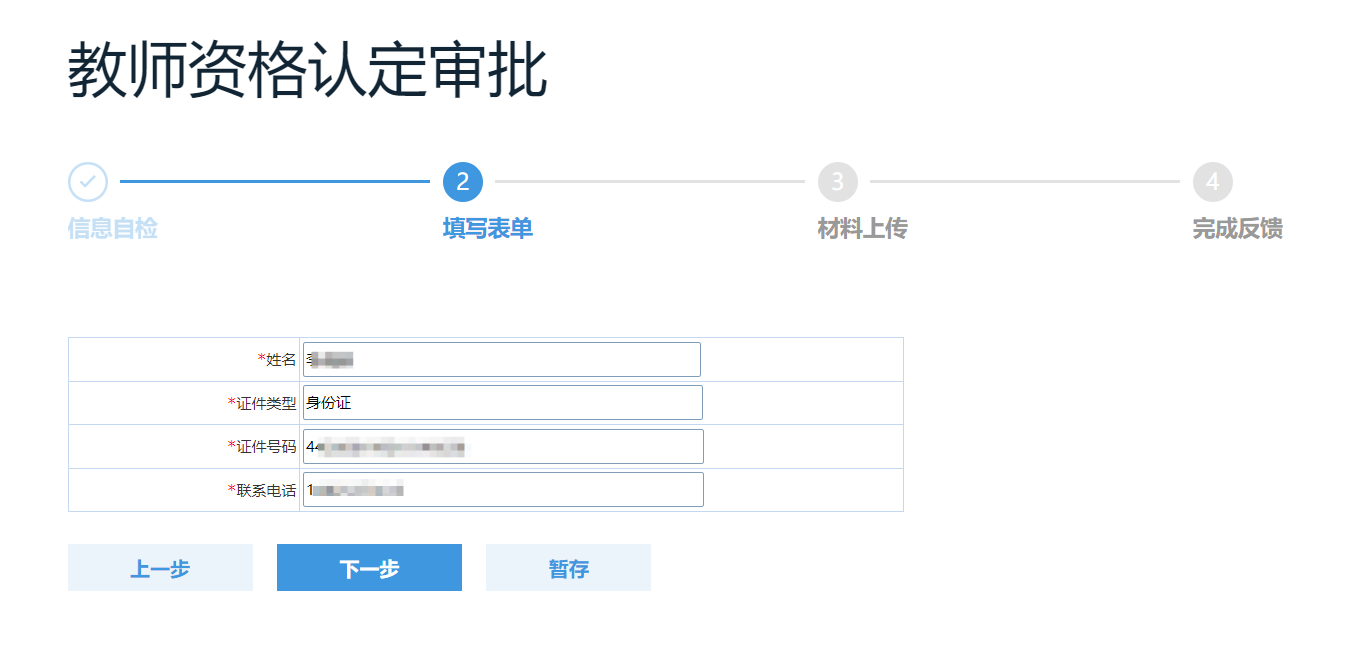 教师资格认定审批
2 3 4
信息自检 填写表单 材料上传 完成反馈
*姓名
*证件类型 身份证
*证件号码 44
*联系电话 1
上一步 下一步 暂存